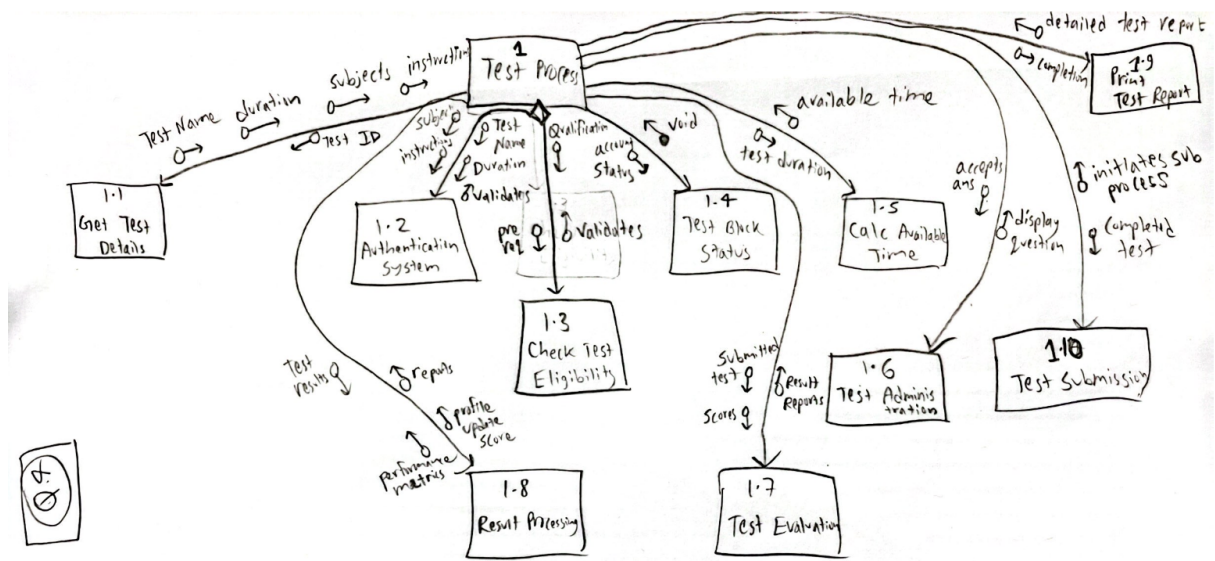 detailed test report
completion
1.9
Print
Test Report
1
Test Process
instruction
subjects
duration
Test Name
Test ID
1.1
Get Test
Details
subjects
instructions
Test
Name
Duration
Validates
1.2
Authentication
System
Qualification
pre
req
validates
1.3
Check Test
Eligibility
account
status
void
1.4
Test Block
Status
available time
test duration
1.5
Calc Available
Time
accepts
ans
display
question
1.6
Test Adminis
tration
initiates sub
process
completed
test
1.10
Test Submission
Submitted
test
Scores
Result
Reports
1.7
Test Evaluation
Test
results
reports
profile
update
score
performance
metrics
1.8
Result Processing